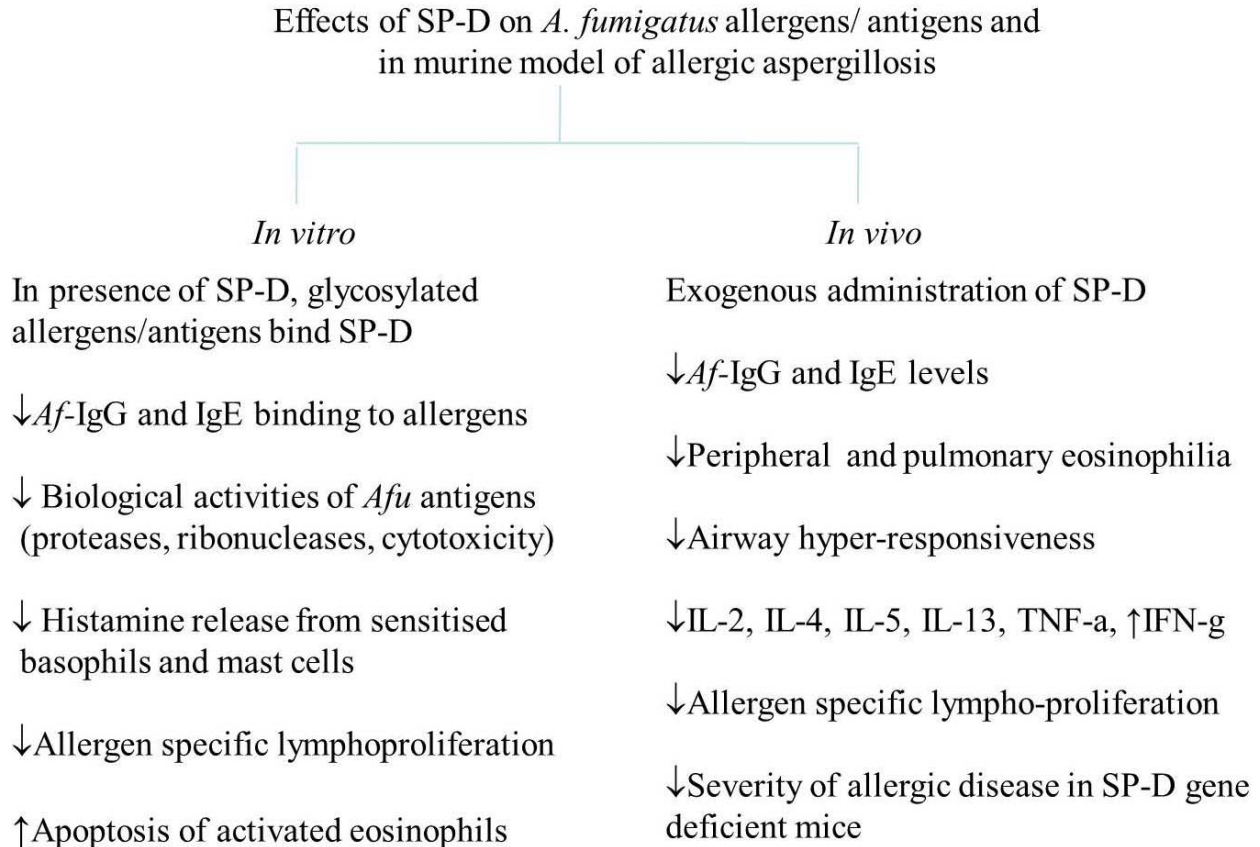 Effects of SP-D on A. fumigatus allergens/ antigens and
in murine model of allergic aspergillosis
In vitro
In presence of SP-D, glycosylated
allergens/antigens bind SP-D
↓Af-IgG and IgE binding to allergens
↓ Biological activities of Afu antigens
(proteases, ribonucleases, cytotoxicity)
↓ Histamine release from sensitised
basophils and mast cells
↓Allergen specific lymphoproliferation
↑Apoptosis of activated eosinophils
In vivo
Exogenous administration of SP-D
↓Af-IgG and IgE levels
↓Peripheral and pulmonary eosinophilia
↓Airway hyper-responsiveness
↓IL-2, IL-4, IL-5, IL-13, TNF-a, ↑IFN-g
↓Allergen specific lympho-proliferation
↓Severity of allergic disease in SP-D gene
deficient mice